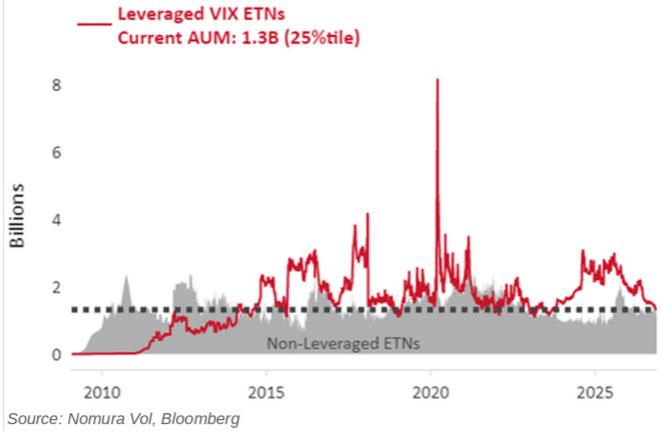 Leveraged VIX ETNs
Current AUM: 1.3B (25%tile)
Billions
8
6
4
2
0
Non-Leveraged ETNs
2010 2015 2020 2025
Source: Nomura Vol, Bloomberg